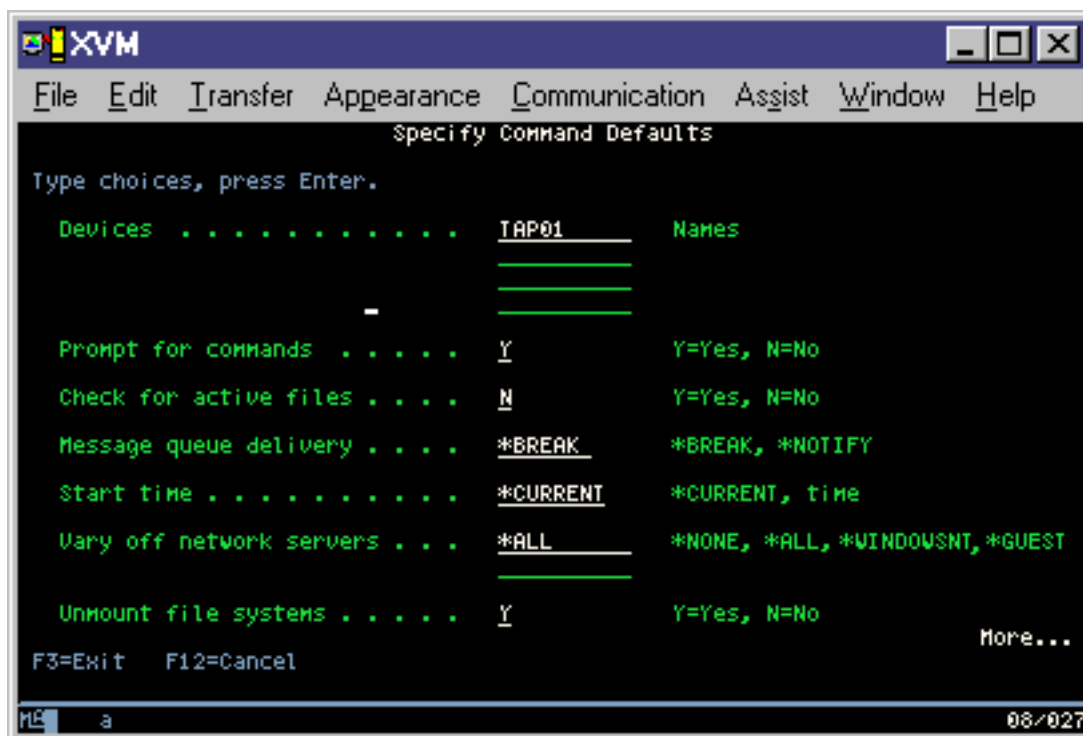 XVM
File Edit Transfer Appearance Communication Assist Window Help
Specify Command Defaults
Type choices, press Enter.
Devices . . . . . . . . . . . TAP01 Names
Prompt for commands . . . . . Y Y=Yes, N=No
Check for active files . . . . N Y=Yes, N=No
Message queue delivery . . . . *BREAK *BREAK, *NOTIFY
Start time . . . . . . . . . . *CURRENT *CURRENT, time
Vary off network servers . . . *ALL *NONE, *ALL, *WINDOWSNT, *GUEST
Unmount file systems . . . . . Y Y=Yes, N=No
More...
F3=Exit F12=Cancel
MA a 08/027